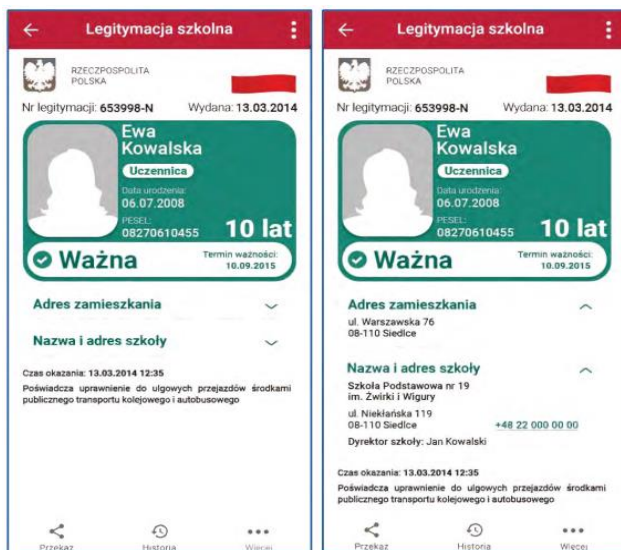 Legitymacja szkolna
RZECZPOSPOLITA
POLSKA
Nr legitymacji: 653998-N Wydana: 13.03.2014
Ewa
Kowalska
Uczennica
Data urodzenia:
06.07.2008
PESEL:
08270610455 10 lat
Ważna Termin ważności:
10.09.2015
Adres zamieszkania
Nazwa i adres szkoły
Czas okazania: 13.03.2014 12:35
Poświadcza uprawnienie do ulgowych przejazdów środkami
publicznego transportu kolejowego i autobusowego
Przekaż Historia Więcej
Legitymacja szkolna
RZECZPOSPOLITA
POLSKA
Nr legitymacji: 653998-N Wydana: 13.03.2014
Ewa
Kowalska
Uczennica
Data urodzenia:
06.07.2008
PESEL:
08270610455 10 lat
Ważna Termin ważności:
10.09.2015
Adres zamieszkania
ul. Warszawska 76
08-110 Siedlce
Nazwa i adres szkoły
Szkoła Podstawowa nr 19
im. Żwirki i Wigury
ul. Niekłańska 119
08-110 Siedlce +48 22 000 00 00
Dyrektor szkoły: Jan Kowalski
Czas okazania: 13.03.2014 12:35
Poświadcza uprawnienie do ulgowych przejazdów środkami
publicznego transportu kolejowego i autobusowego
Przekaż Historia Więcej